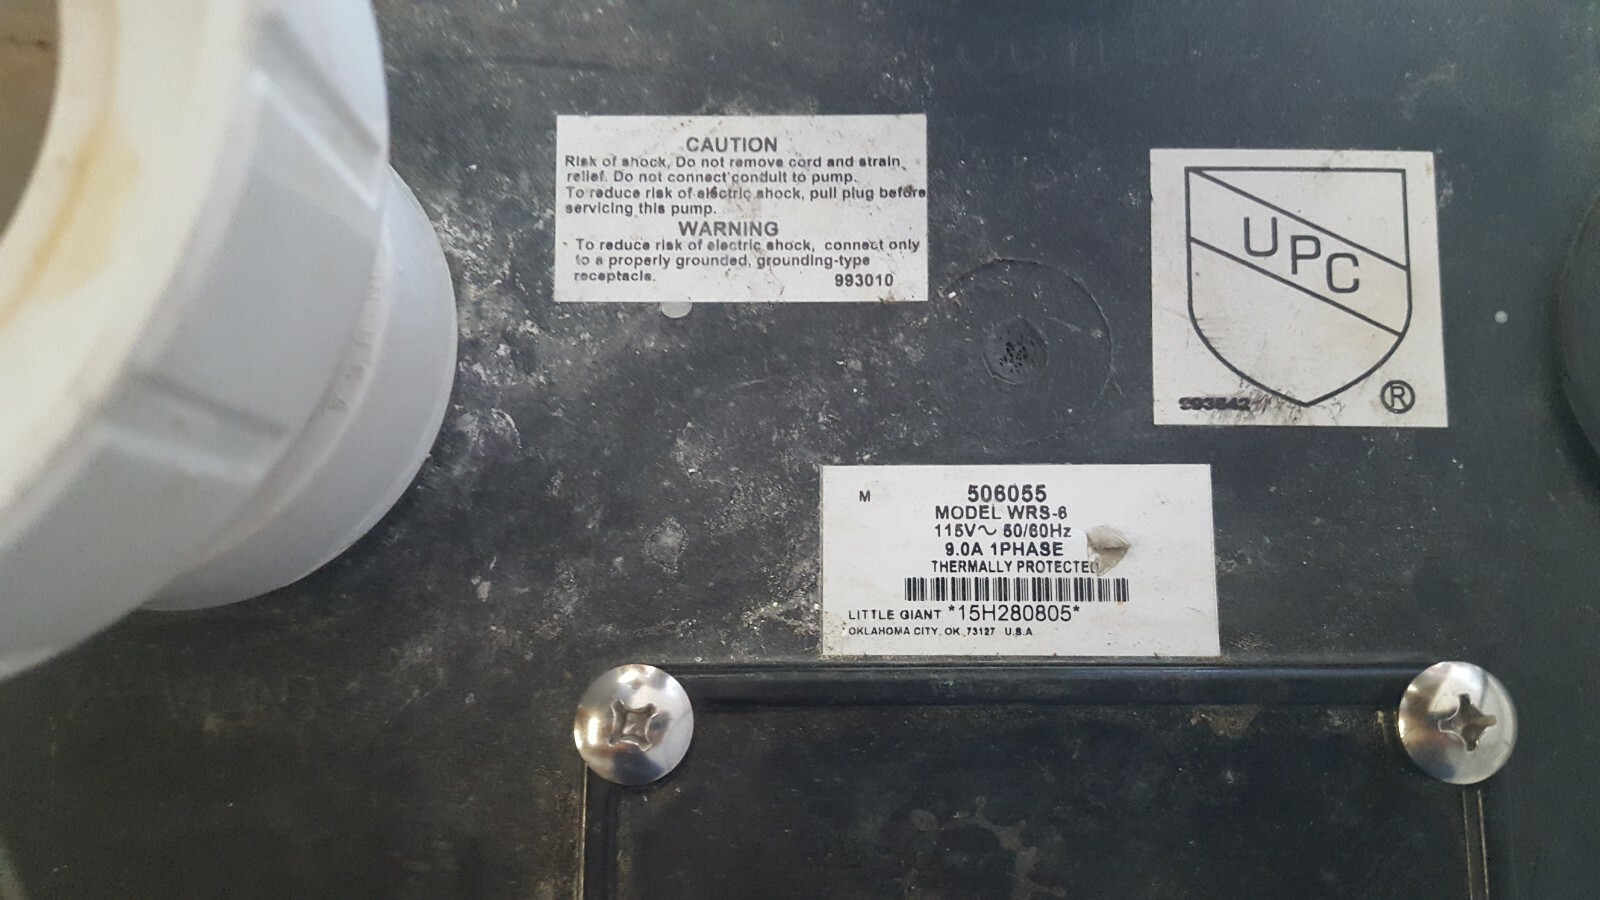 CAUTION
Risk of shock, Do not remove cord and strain
relief. Do not connect conduit to pump.
To reduce risk of electric shock, pull plug before
servicing this pump.
WARNING
To reduce risk of electric shock, connect only
to a properly grounded, grounding-type
receptacle.
993010
UPC
®
M
506055
MODEL WRS-6
115V~ 50/60Hz
9.0A 1PHASE
THERMALLY PROTECTED
LITTLE GIANT *15H280805*
OKLAHOMA CITY, OK 73127 U.S.A